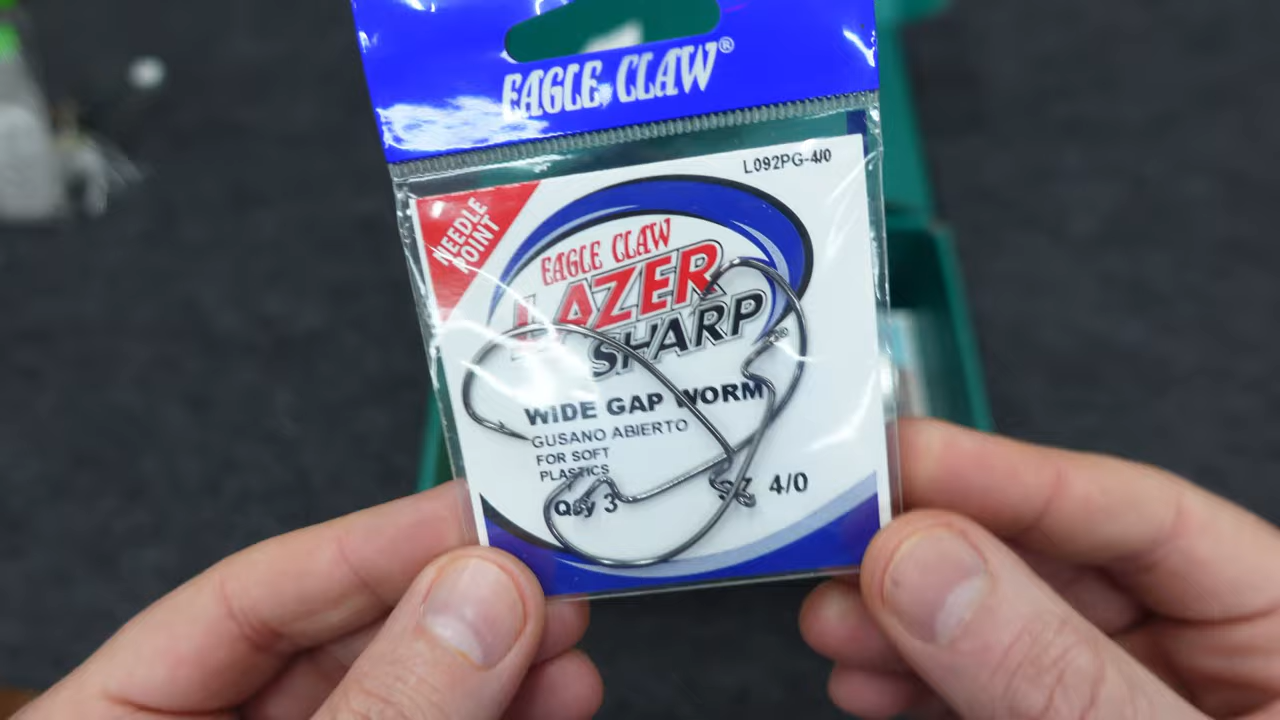 EAGLE CLAW®
L092PG-4/0
NEEDLE
POINT
EAGLE CLAW
LAZER
SHARP
WIDE GAP WORM
GUSANO ABIERTO
FOR SOFT
PLASTICS
Qty 3 SZ 4/0